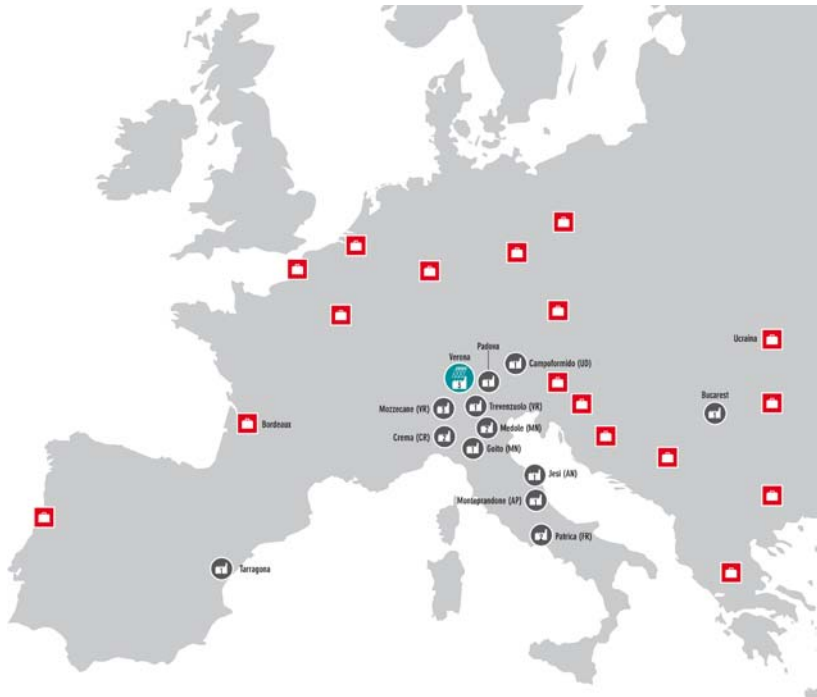 Ucraina
Padova
Verona
Campoformido (UD)
Bucarest
Mozzecane (VR)
Trevenzuolo (VR)
Bordeaux
Medole (MN)
Crema (CR)
Goito (MN)
Jesi (AN)
Monteprandone (AP)
Patrica (FR)
Tarragona